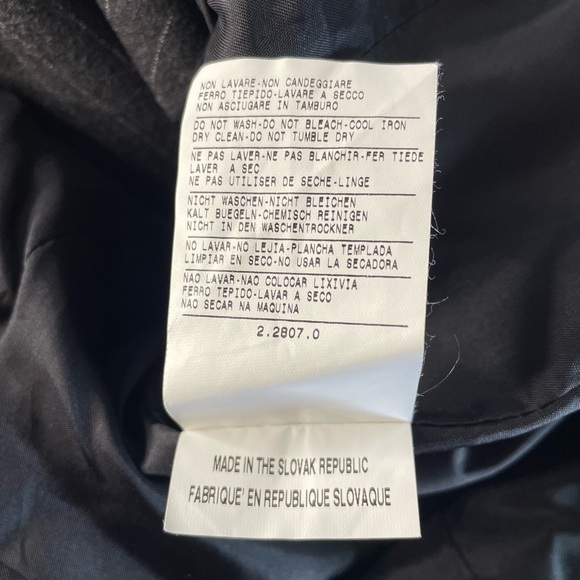 NON LAVARE-NON CANDEGGIARE
FERRO TIEPIDO-LAVARE A SECCO
NON ASCIUGARE IN TAMBURO
DO NOT WASH-DO NOT BLEACH-COOL IRON
DRY CLEAN-DO NOT TUMBLE DRY
NE PAS LAVER-NE PAS BLANCHIR-FER TIEDE
LAVER A SEC
NE PAS UTILISER DE SECHE-LINGE
NICHT WASCHEN-NICHT BLEICHEN
KALT BUEGELN-CHEMISCH REINIGEN
NICHT IN DEN WASCHENTROCKNER
NO LAVAR-NO LEJIA-PLANCHA TEMPLADA
LIMPIAR EN SECO-NO USAR LA SECADORA
NAO LAVAR-NAO COLOCAR LIXIVIA
FERRO TEPIDO-LAVAR A SECO
NAO SECAR NA MAQUINA
2.2807.0
MADE IN THE SLOVAK REPUBLIC
FABRIQUE' EN REPUBLIQUE SLOVAQUE